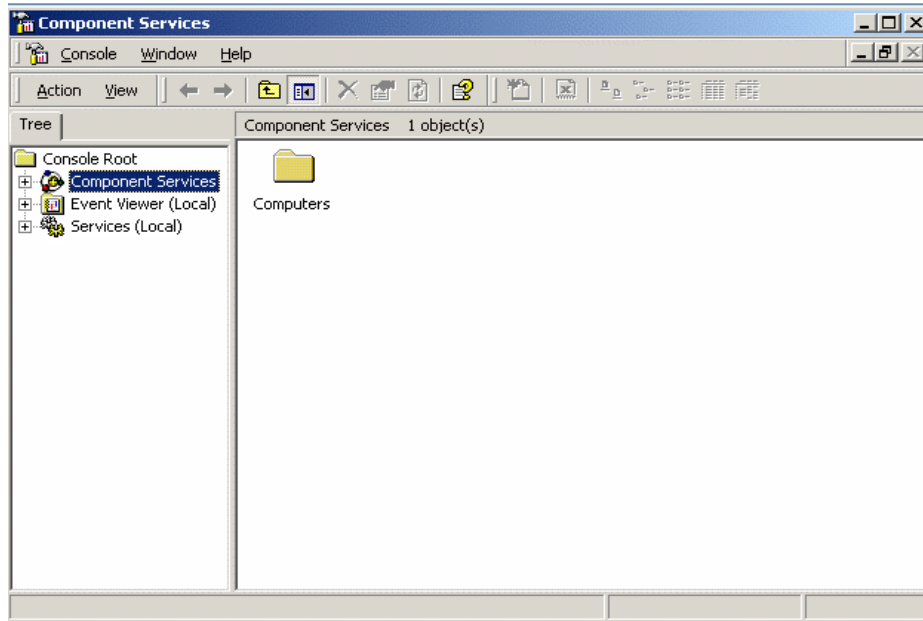 Component Services
Console Window Help
Action View
Tree
Component Services 1 object(s)
Console Root
Component Services
Event Viewer (Local)
Services (Local)
Computers